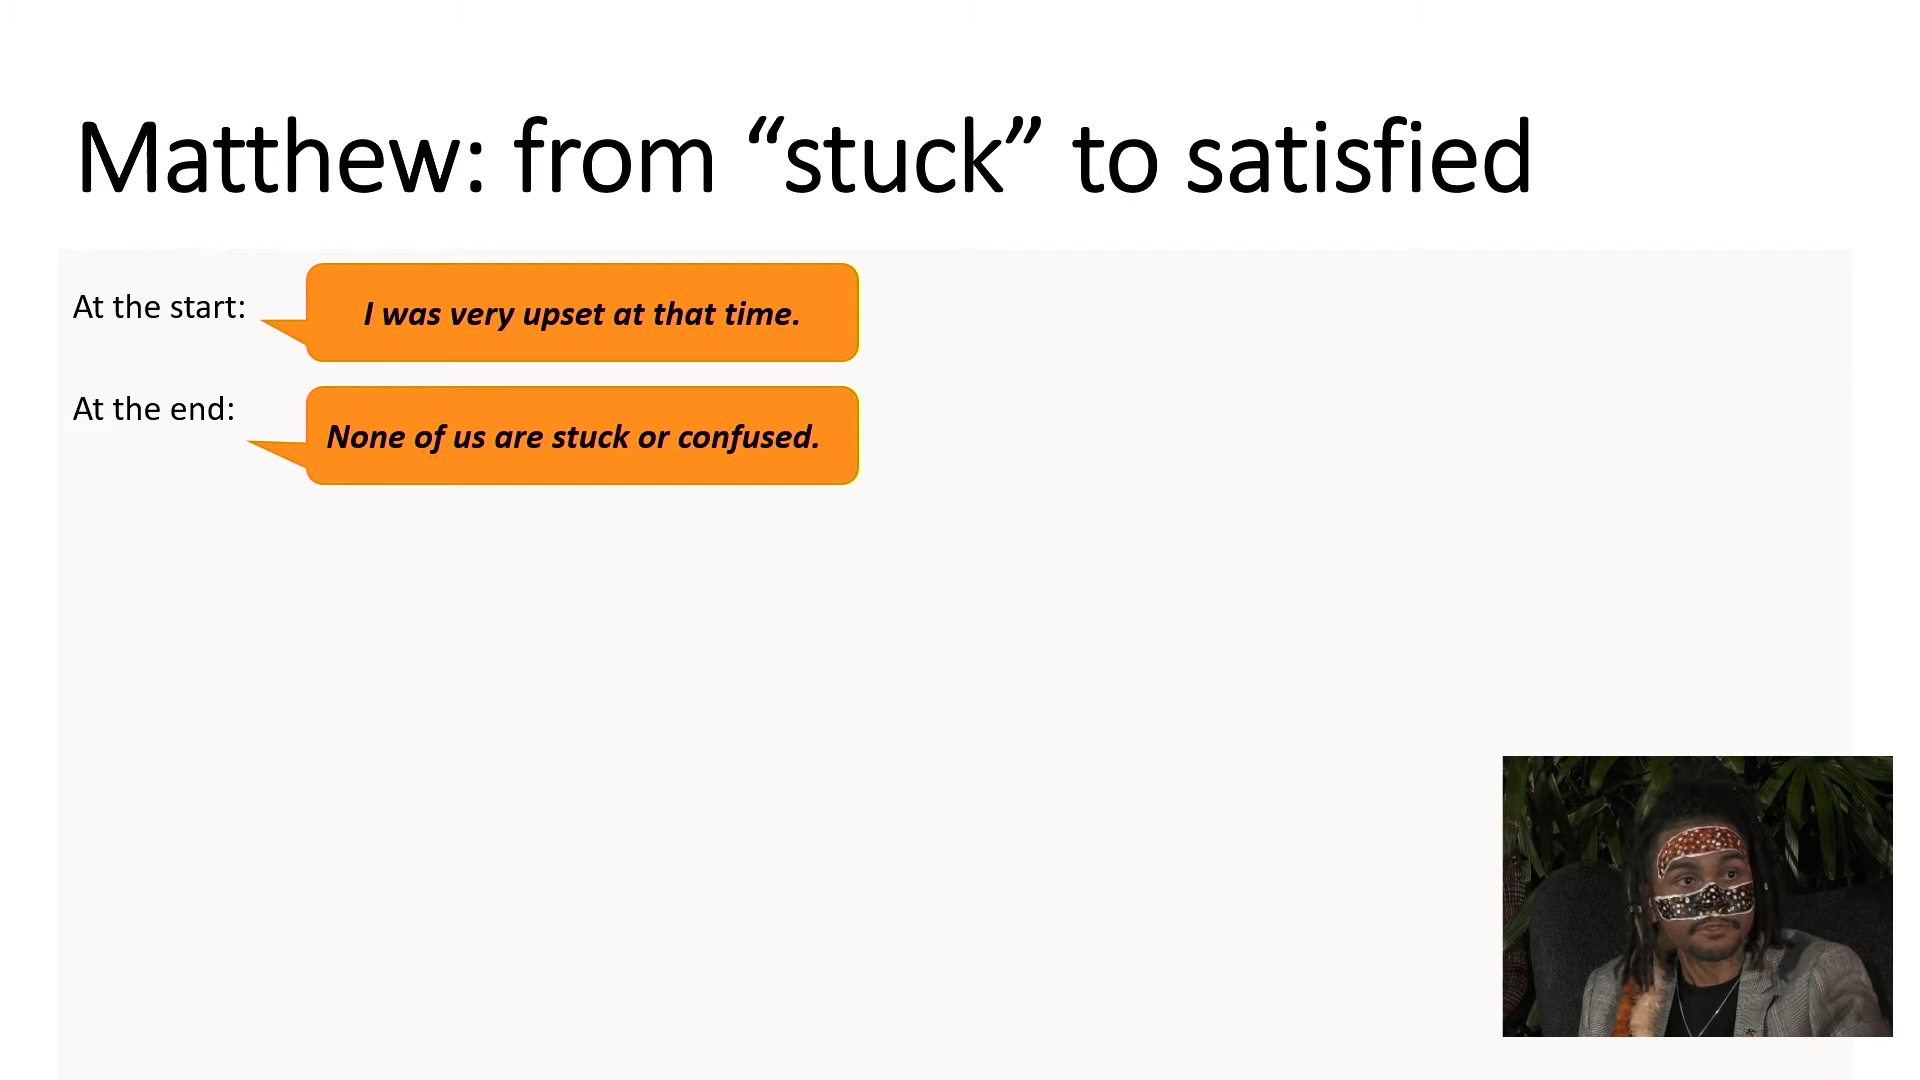 Matthew: from “stuck” to satisfied
At the start:
I was very upset at that time.
At the end:
None of us are stuck or confused.